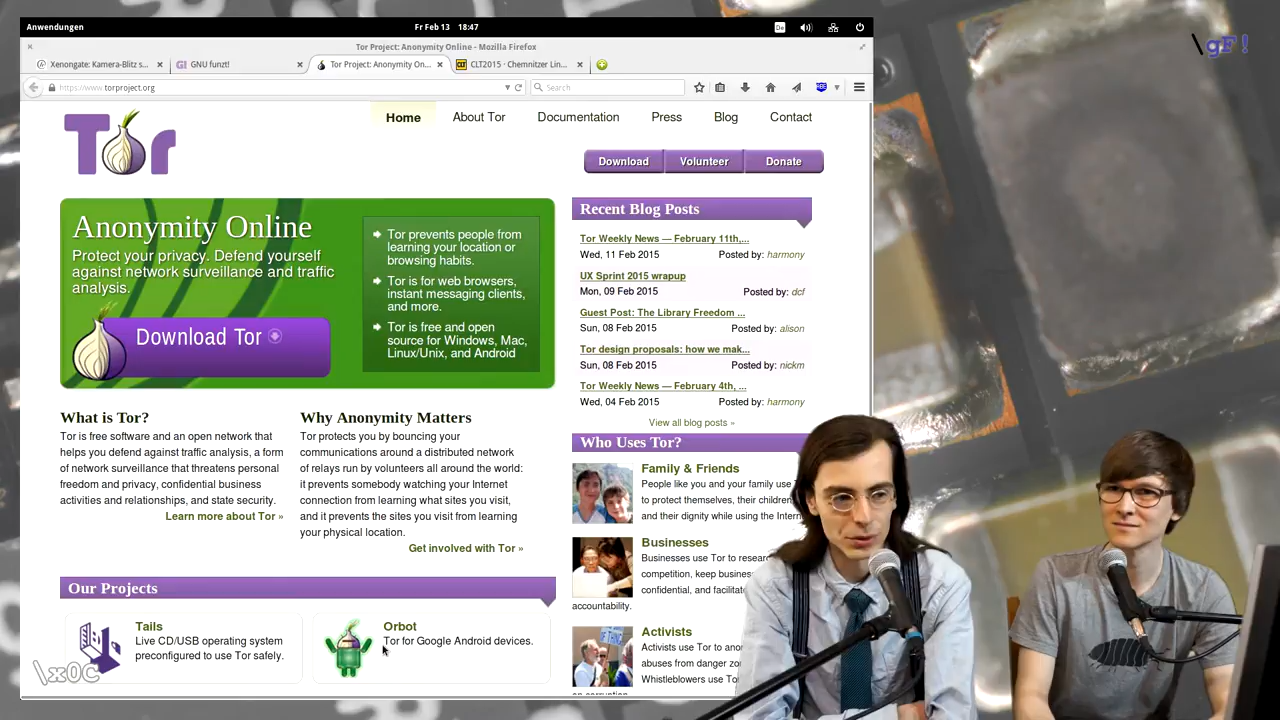 Anwendungen
Fr Feb 13 18:47
De
Tor Project: Anonymity Online - Mozilla Firefox
Xenongate: Kamera-Blitz s...
G! GNU funzt!
Tor Project: Anonymity On...
CLT2015 · Chemnitzer Lin...
https://www.torproject.org
Search
ABP
\gF!
Tor
Home
About Tor
Documentation
Press
Blog
Contact
Download
Volunteer
Donate
Anonymity Online
Protect your privacy. Defend yourself
against network surveillance and traffic
analysis.
Download Tor
Tor prevents people from
learning your location or
browsing habits.
Tor is for web browsers,
instant messaging clients,
and more.
Tor is free and open
source for Windows, Mac,
Linux/Unix, and Android
Recent Blog Posts
Tor Weekly News — February 11th,...
Wed, 11 Feb 2015 Posted by: harmony
UX Sprint 2015 wrapup
Mon, 09 Feb 2015 Posted by: dcf
Guest Post: The Library Freedom ...
Sun, 08 Feb 2015 Posted by: alison
Tor design proposals: how we mak...
Sun, 08 Feb 2015 Posted by: nickm
Tor Weekly News — February 4th, ...
Wed, 04 Feb 2015 Posted by: harmony
View all blog posts »
What is Tor?
Tor is free software and an open network that
helps you defend against traffic analysis, a form
of network surveillance that threatens personal
freedom and privacy, confidential business
activities and relationships, and state security.
Learn more about Tor »
Why Anonymity Matters
Tor protects you by bouncing your
communications around a distributed network
of relays run by volunteers all around the world:
it prevents somebody watching your Internet
connection from learning what sites you visit,
and it prevents the sites you visit from learning
your physical location.
Get involved with Tor »
Who Uses Tor?
Family & Friends
People like you and your family use T
to protect themselves, their children,
and their dignity while using the Intern
Businesses
Businesses use Tor to resear
competition, keep busines
confidential, and facilitat
accountability.
Activists
Activists use Tor to anon
abuses from danger zo
Whistleblowers use To
on corruption.
Our Projects
Tails
Live CD/USB operating system
preconfigured to use Tor safely.
Orbot
Tor for Google Android devices.
\x0C